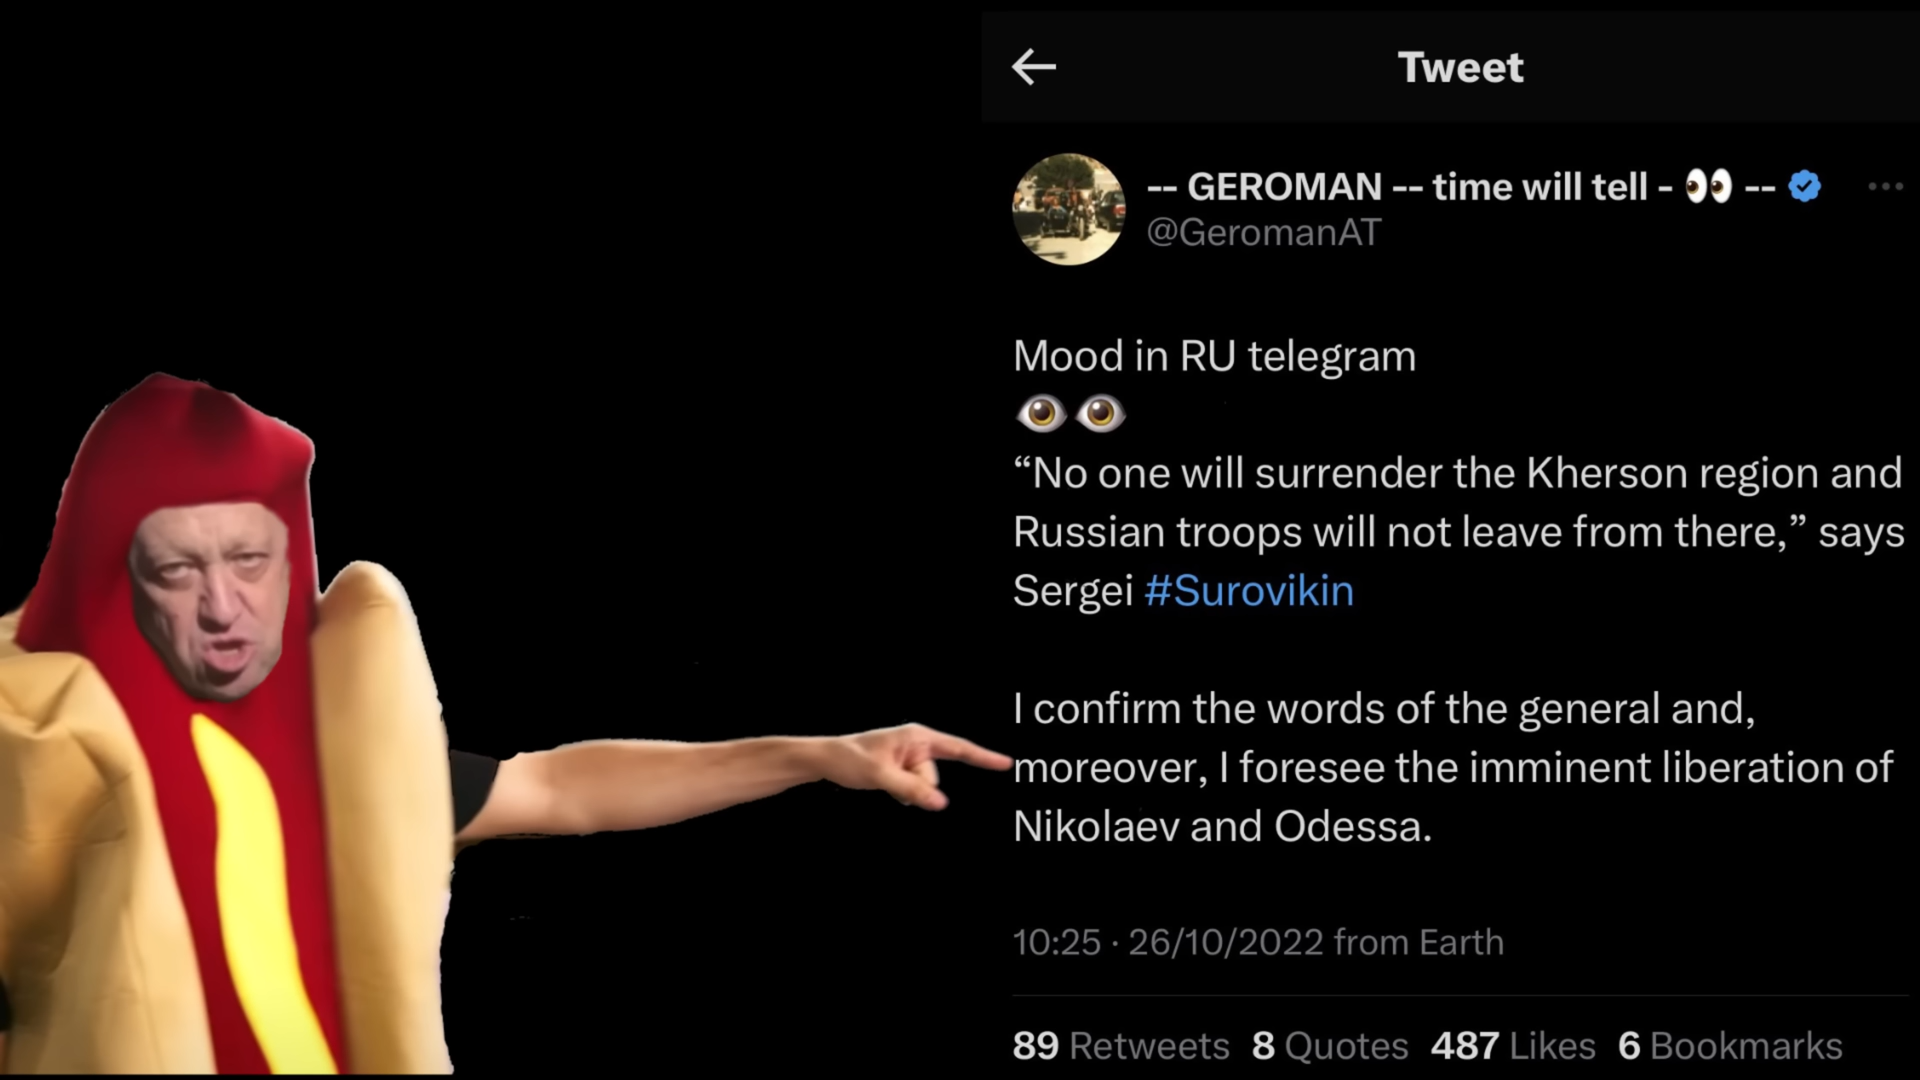 Tweet
-- GEROMAN -- time will tell - 👀 --
@GeromanAT
Mood in RU telegram
👁👁
“No one will surrender the Kherson region and
Russian troops will not leave from there,” says
Sergei #Surovikin
I confirm the words of the general and,
moreover, I foresee the imminent liberation of
Nikolaev and Odessa.
10:25 · 26/10/2022 from Earth
89 Retweets 8 Quotes 487 Likes 6 Bookmarks